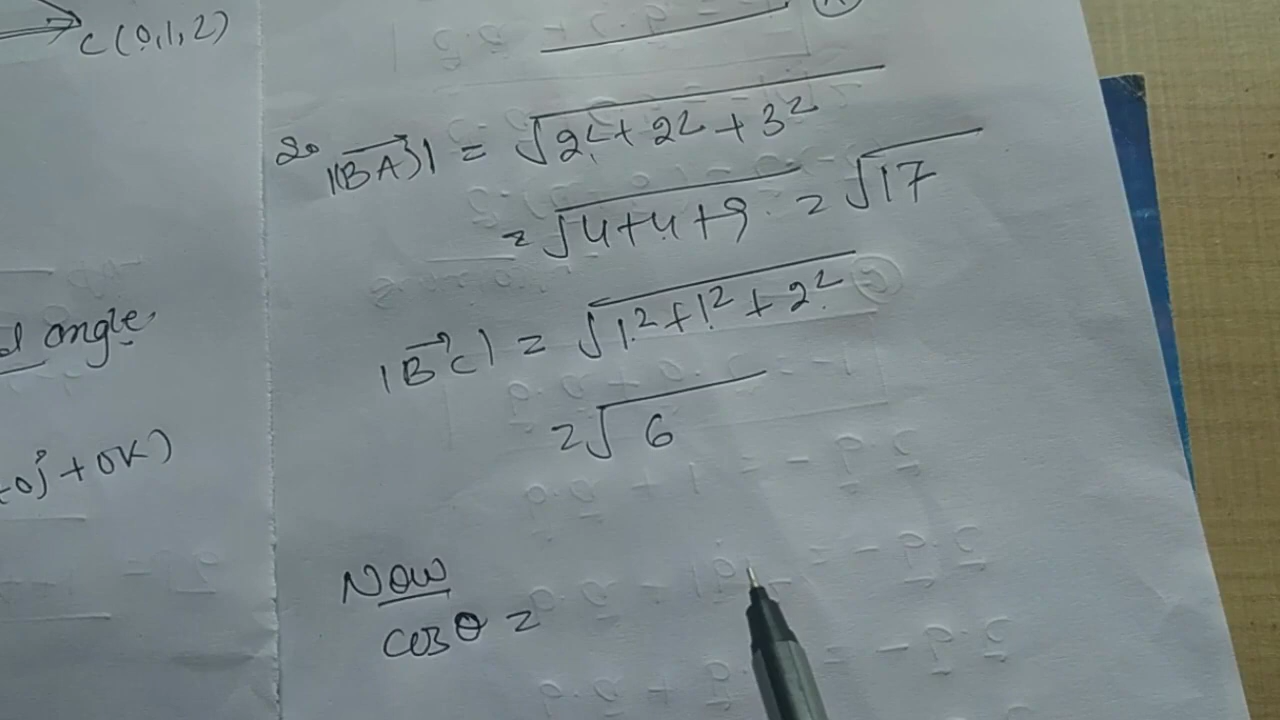 C(0,1,2)
|(BA)| = √2²+2²+3²
= √4+4+9 = √17
d angle
|BC| = √1²+1²+2²
= √6
+0j+0K)
Now
cosθ =